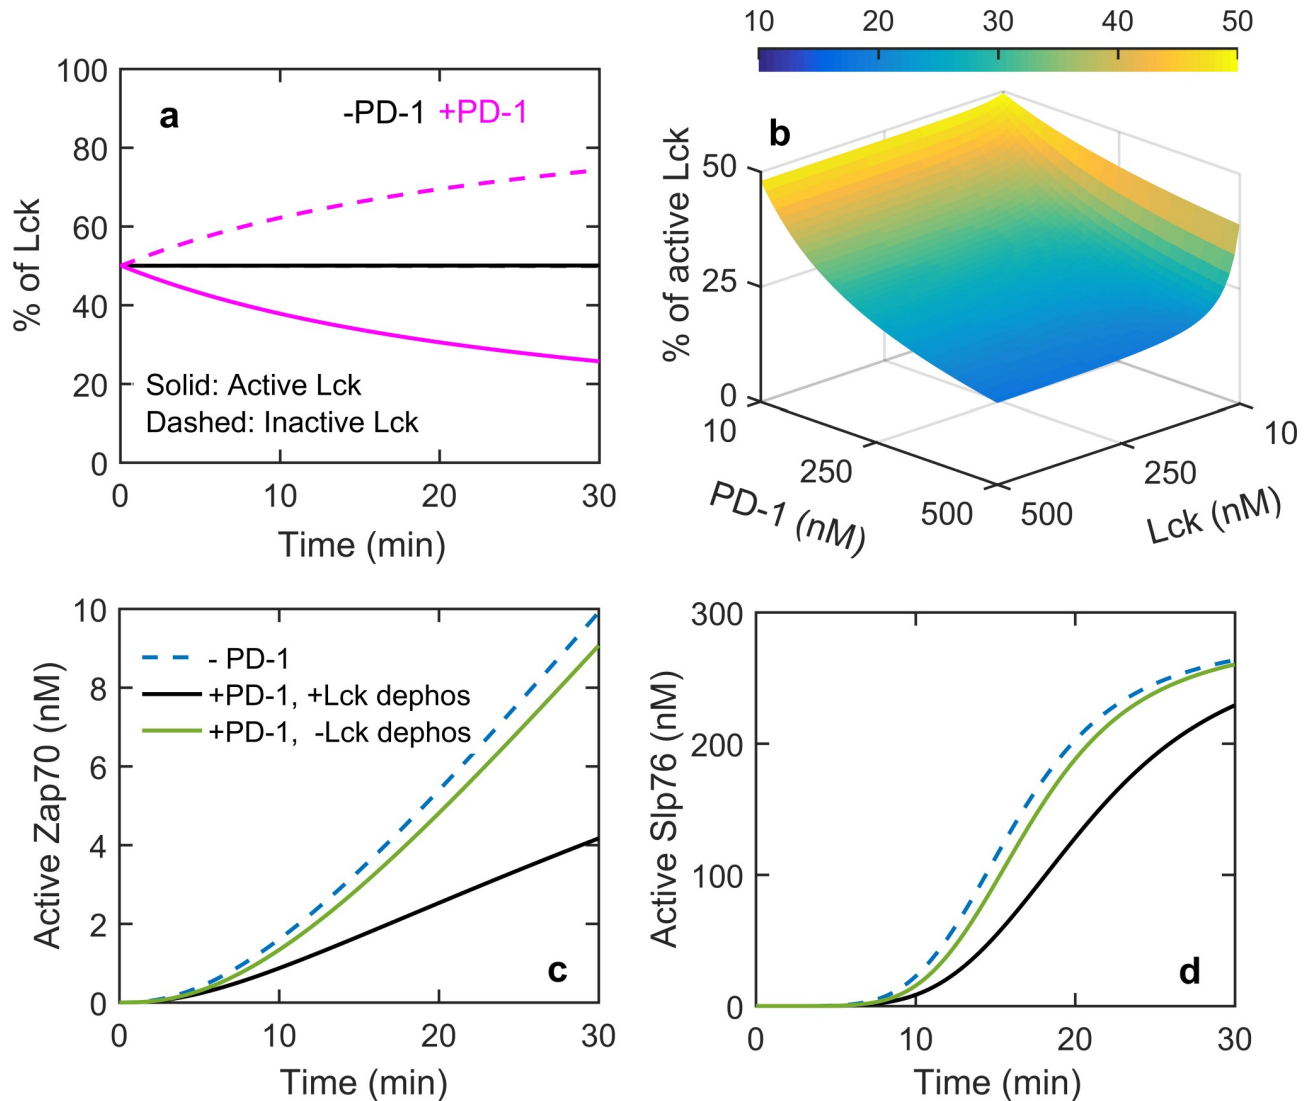 100
80
60
40
20
0
% of Lck
a
-PD-1 +PD-1
Solid: Active Lck
Dashed: Inactive Lck
0 10 20 30
Time (min)
10 20 30 40 50
b
50
25
0
% of active Lck
10
250
500
PD-1 (nM)
500
250
10
Lck (nM)
10
8
6
4
2
0
Active Zap70 (nM)
- PD-1
+PD-1, +Lck dephos
+PD-1, -Lck dephos
c
0 10 20 30
Time (min)
300
200
100
0
Active Slp76 (nM)
d
0 10 20 30
Time (min)